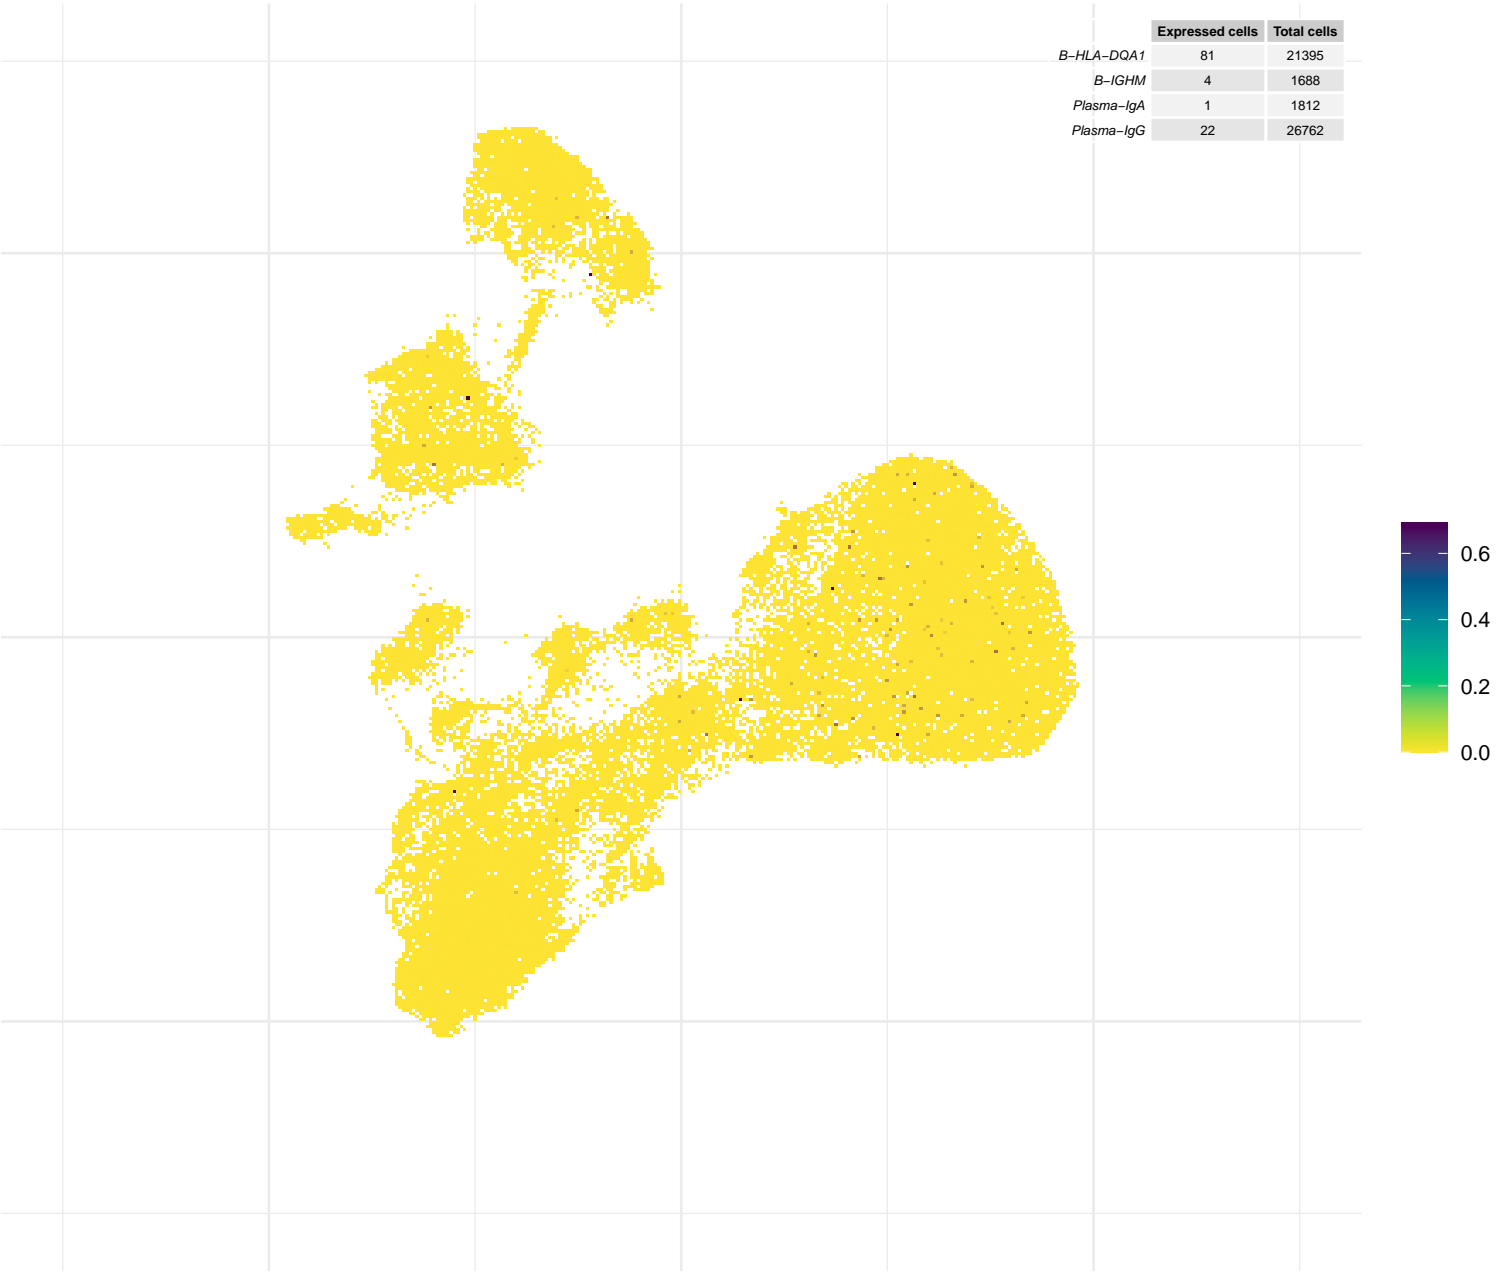 Expressed cells Total cells
B−HLA−DQA1 81 21395
B−IGHM 4 1688
Plasma−IgA 1 1812
Plasma−IgG 22 26762
0.6
0.4
0.2
0.0